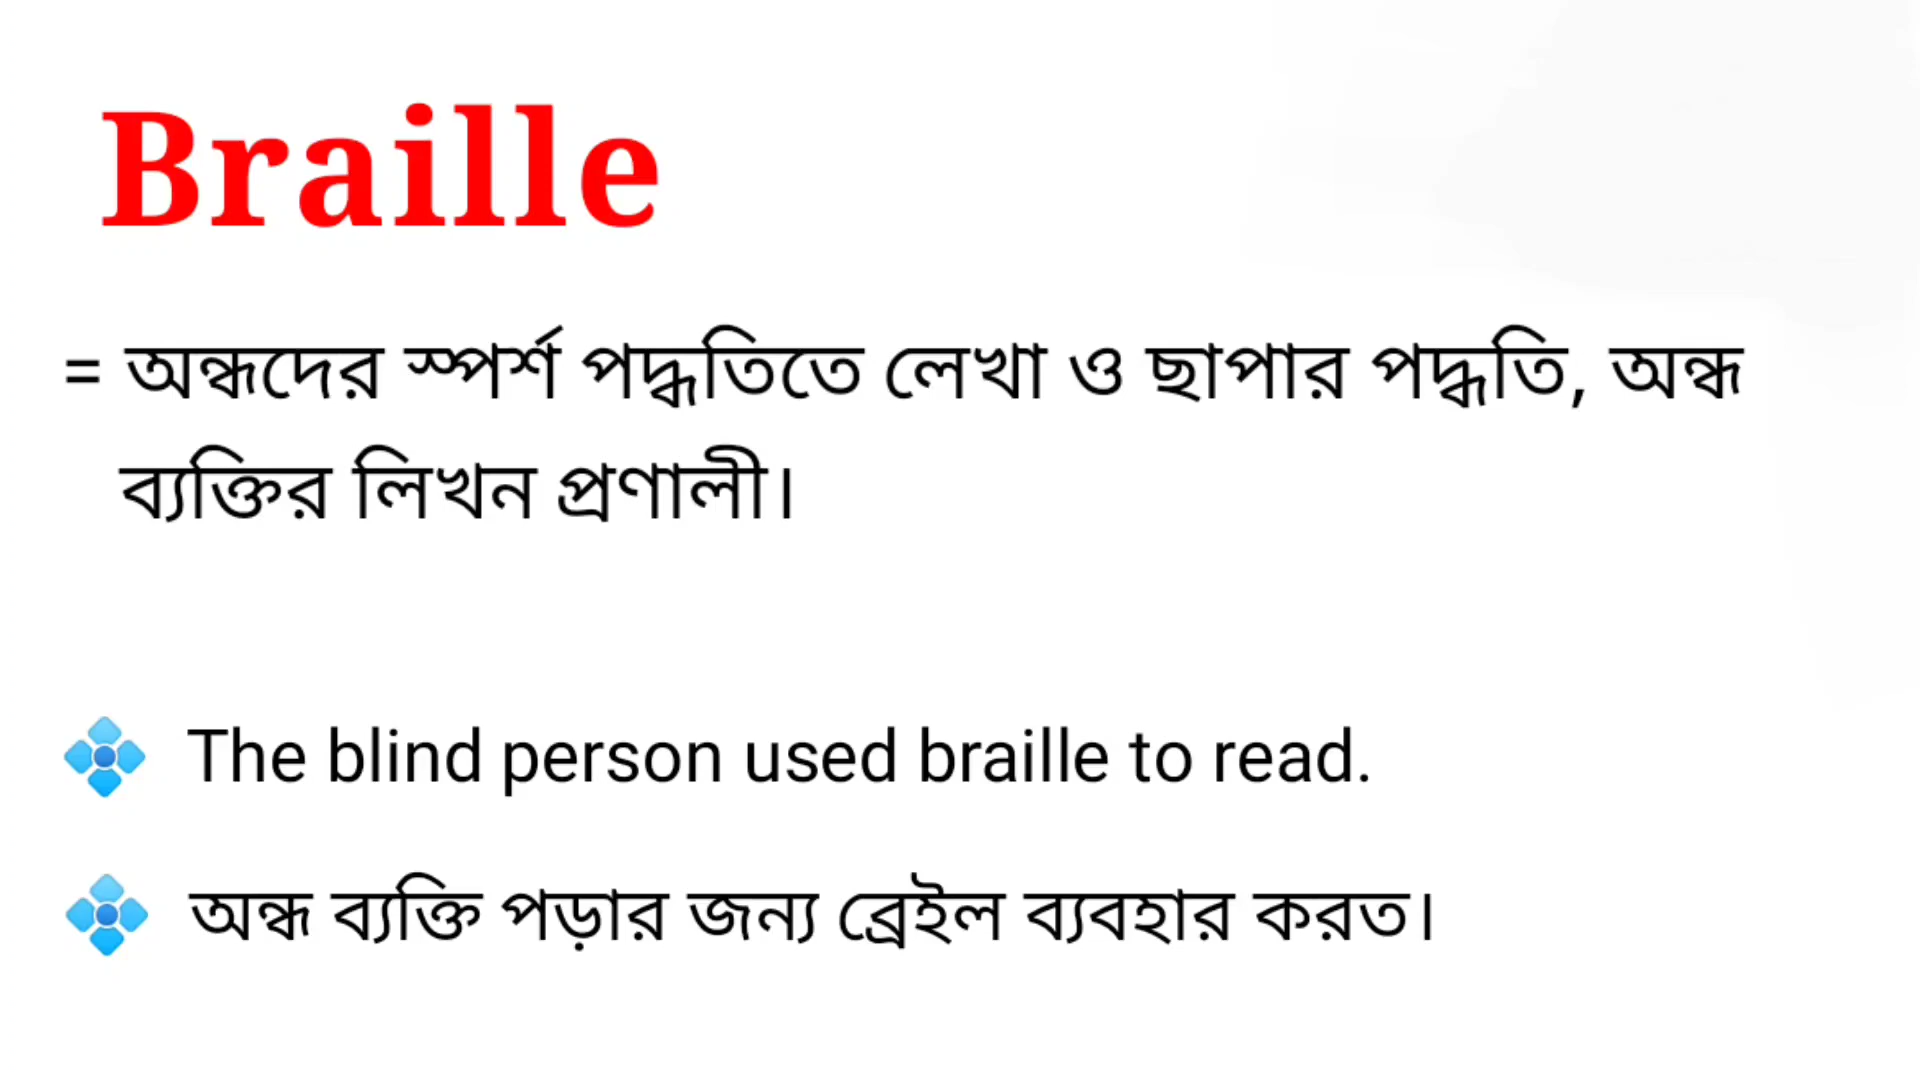 Braille
= অন্ধদের স্পর্শ পদ্ধতিতে লেখা ও ছাপার পদ্ধতি, অন্ধ
ব্যক্তির লিখন প্রণালী।
The blind person used braille to read.
অন্ধ ব্যক্তি পড়ার জন্য ব্রেইল ব্যবহার করত।